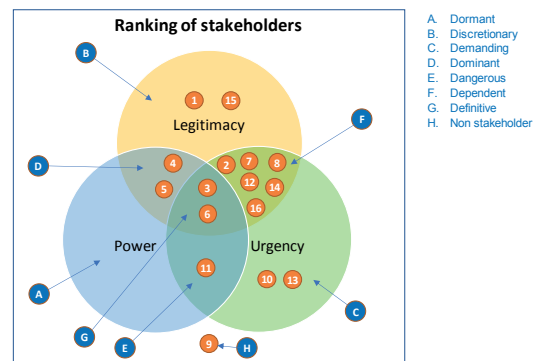 Ranking of stakeholders
A. Dormant
B. Discretionary
C. Demanding
D. Dominant
E. Dangerous
F. Dependent
G. Definitive
H. Non stakeholder
B
1 15
Legitimacy
F
D
4 2 7 8
5 3 12 14
6 16
Power Urgency
11 10 13
A
G E 9 H C